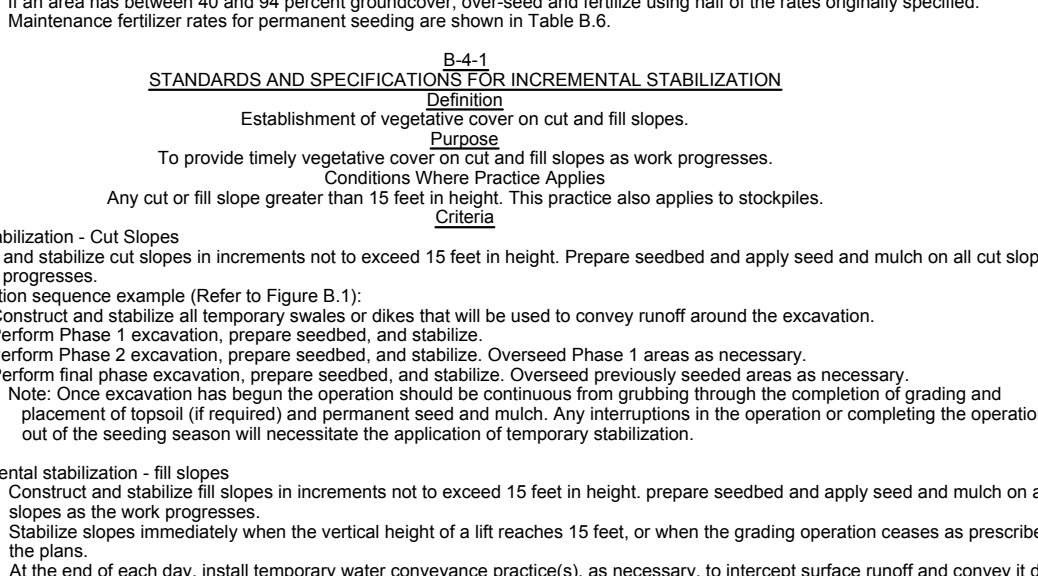 If an area has between 40 and 94 percent groundcover, over-seed and fertilize using half of the rates originally specified.
Maintenance fertilizer rates for permanent seeding are shown in Table B.6.
B-4-1
STANDARDS AND SPECIFICATIONS FOR INCREMENTAL STABILIZATION
Definition
Establishment of vegetative cover on cut and fill slopes.
Purpose
To provide timely vegetative cover on cut and fill slopes as work progresses.
Conditions Where Practice Applies
Any cut or fill slope greater than 15 feet in height. This practice also applies to stockpiles.
Criteria
abilization - Cut Slopes
and stabilize cut slopes in increments not to exceed 15 feet in height. Prepare seedbed and apply seed and mulch on all cut slop
progresses.
tion sequence example (Refer to Figure B.1):
Construct and stabilize all temporary swales or dikes that will be used to convey runoff around the excavation.
Perform Phase 1 excavation, prepare seedbed, and stabilize.
Perform Phase 2 excavation, prepare seedbed, and stabilize. Overseed Phase 1 areas as necessary.
Perform final phase excavation, prepare seedbed, and stabilize. Overseed previously seeded areas as necessary.
Note: Once excavation has begun the operation should be continuous from grubbing through the completion of grading and
placement of topsoil (if required) and permanent seed and mulch. Any interruptions in the operation or completing the operatio
out of the seeding season will necessitate the application of temporary stabilization.
ental stabilization - fill slopes
Construct and stabilize fill slopes in increments not to exceed 15 feet in height. prepare seedbed and apply seed and mulch on a
slopes as the work progresses.
Stabilize slopes immediately when the vertical height of a lift reaches 15 feet, or when the grading operation ceases as prescribe
the plans.
At the end of each day, install temporary water conveyance practice(s), as necessary, to intercept surface runoff and convey it d